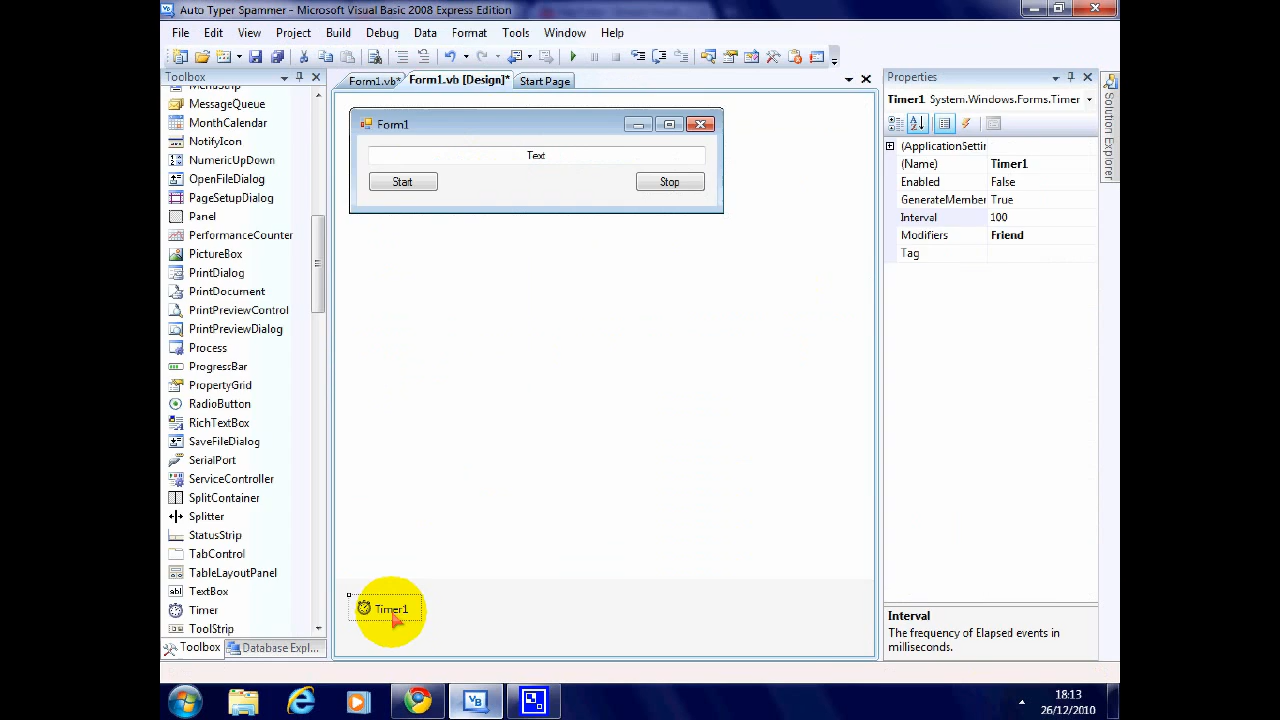 Auto Typer Spammer - Microsoft Visual Basic 2008 Express Edition
File Edit View Project Build Debug Data Format Tools Window Help
Toolbox
Form1.vb* Form1.vb [Design]* Start Page
Properties
MenuStrip
MessageQueue
MonthCalendar
NotifyIcon
NumericUpDown
OpenFileDialog
PageSetupDialog
Panel
PerformanceCounter
PictureBox
PrintDialog
PrintDocument
PrintPreviewControl
PrintPreviewDialog
Process
ProgressBar
PropertyGrid
RadioButton
RichTextBox
SaveFileDialog
SerialPort
ServiceController
SplitContainer
Splitter
StatusStrip
TabControl
TableLayoutPanel
abl TextBox
Timer
ToolStrip
Toolbox Database Expl...
Form1
Text
Start Stop
Timer1
Timer1 System.Windows.Forms.Timer
(ApplicationSettin
(Name) Timer1
Enabled False
GenerateMember True
Interval 100
Modifiers Friend
Tag
Interval
The frequency of Elapsed events in
milliseconds.
Solution Explorer
VB
18:13
26/12/2010